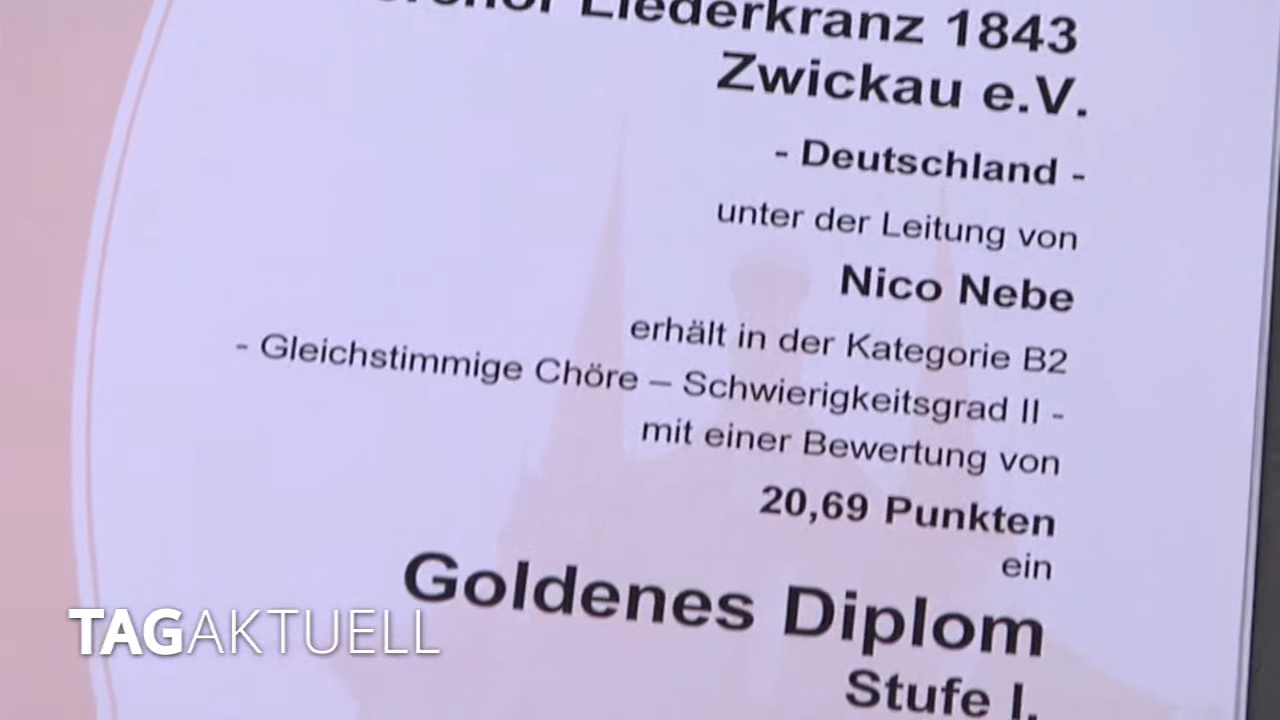 Liederkranz 1843
Zwickau e.V.
- Deutschland -
unter der Leitung von
Nico Nebe
erhält in der Kategorie B2
- Gleichstimmige Chöre – Schwierigkeitsgrad II -
mit einer Bewertung von
20,69 Punkten
ein
Goldenes Diplom
Stufe I.
TAGAKTUELL